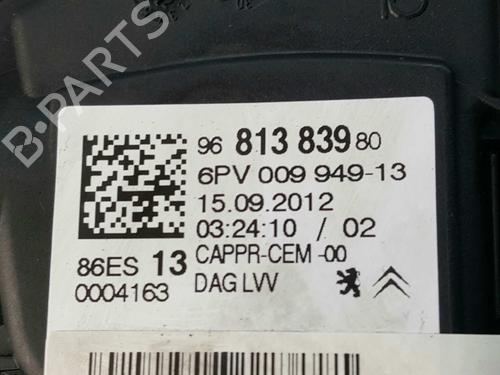 B-PARTS
96 813 839 80
6PV 009 949-13
15.09.2012
03:24:10 / 02
86ES 13 CAPPR-CEM -00
0004163 DAG LVV